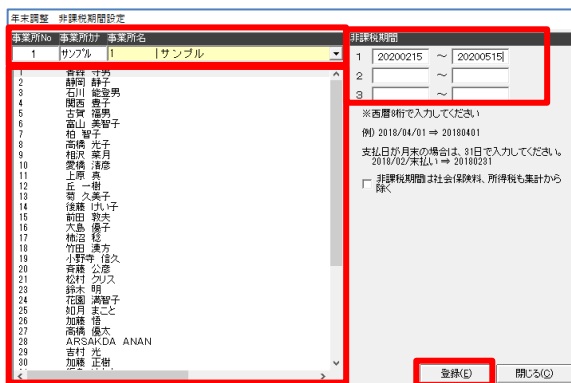 年末調整　非課税期間設定
事業所No 事業所カナ 事業所名
1 サンプル 1 |サンプル
1 香森 守男
2 静岡 静子
3 石川 能登男
4 関西 豊子
5 古賀 福男
6 富山 美智子
7 柏 智子
8 高橋 光子
9 相沢 菜月
10 愛橋 清彦
11 上原 真
12 丘 一樹
13 菊 久美子
14 後藤 けい子
15 前田 敦夫
16 大島 優子
17 柿沼 稔
18 竹田 漢方
19 小野寺 信久
20 斉藤 公彦
21 松村 クリス
22
23 鈴木 明
24 花園 満智子
25 如月 まこと
26 加藤 悟
27 高橋 優太
28 ARSAKDA ANAN
29 吉村 光
30 加藤 正樹
非課税期間
1 20200215 ～ 20200515
2 ～
3 ～
※西暦8桁で入力してください
例) 2018/04/01 ⇒ 20180401
支払日が月末の場合は、31日で入力してください。
2018/02/末払い ⇒ 20180231
非課税期間は社会保険料、所得税も集計から
除く
登録(E) 閉じる(C)